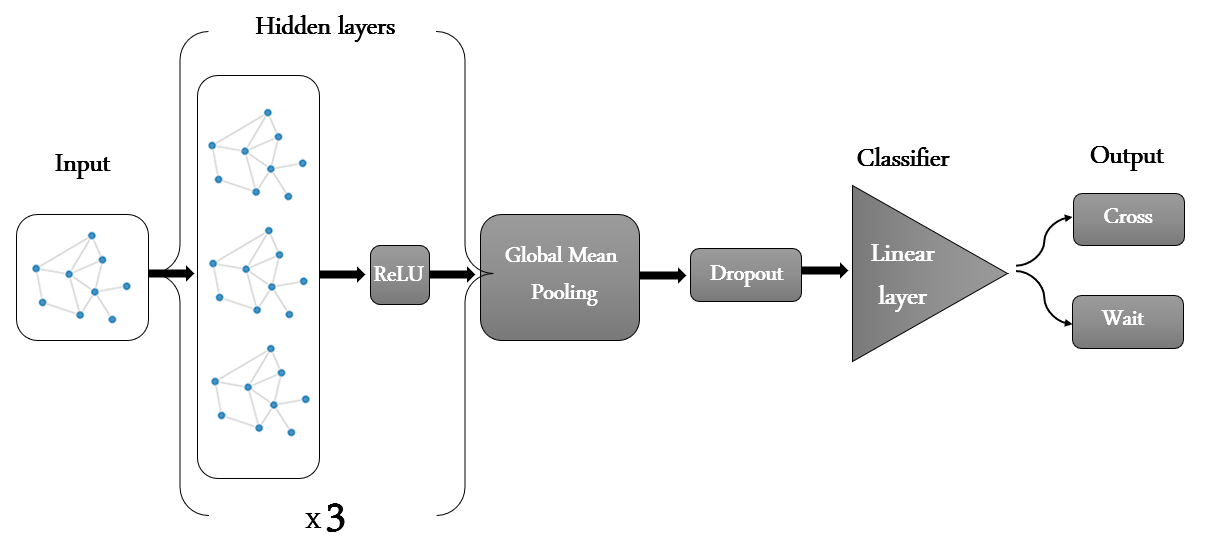 Hidden layers
Input
ReLU
x 3
Global Mean
Pooling
Dropout
Classifier
Linear
layer
Output
Cross
Wait